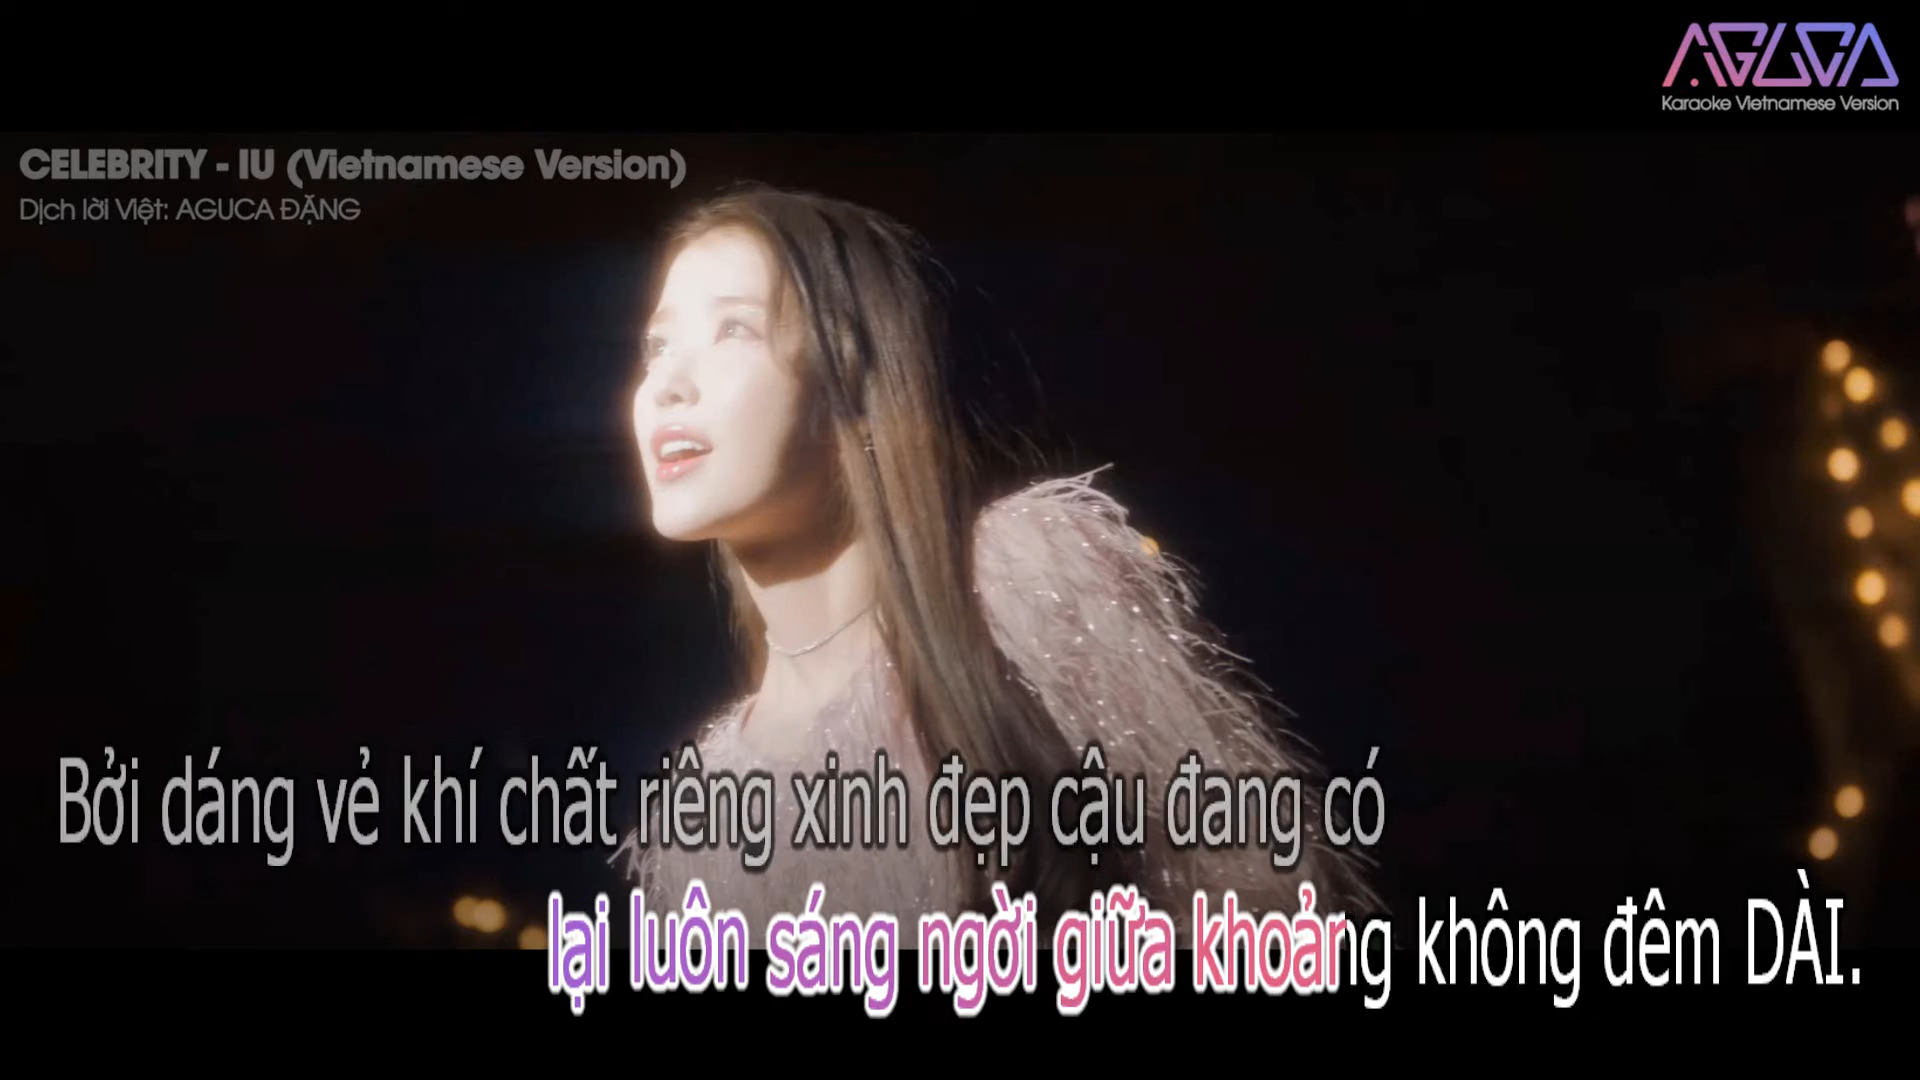 AGUCA
Karaoke Vietnamese Version
CELEBRITY - IU (Vietnamese Version)
Dịch lời Việt: AGUCA ĐẶNG
Bởi dáng vẻ khí chất riêng xinh đẹp cậu đang có
lại luôn sáng ngời giữa khoảng không đêm DÀI.